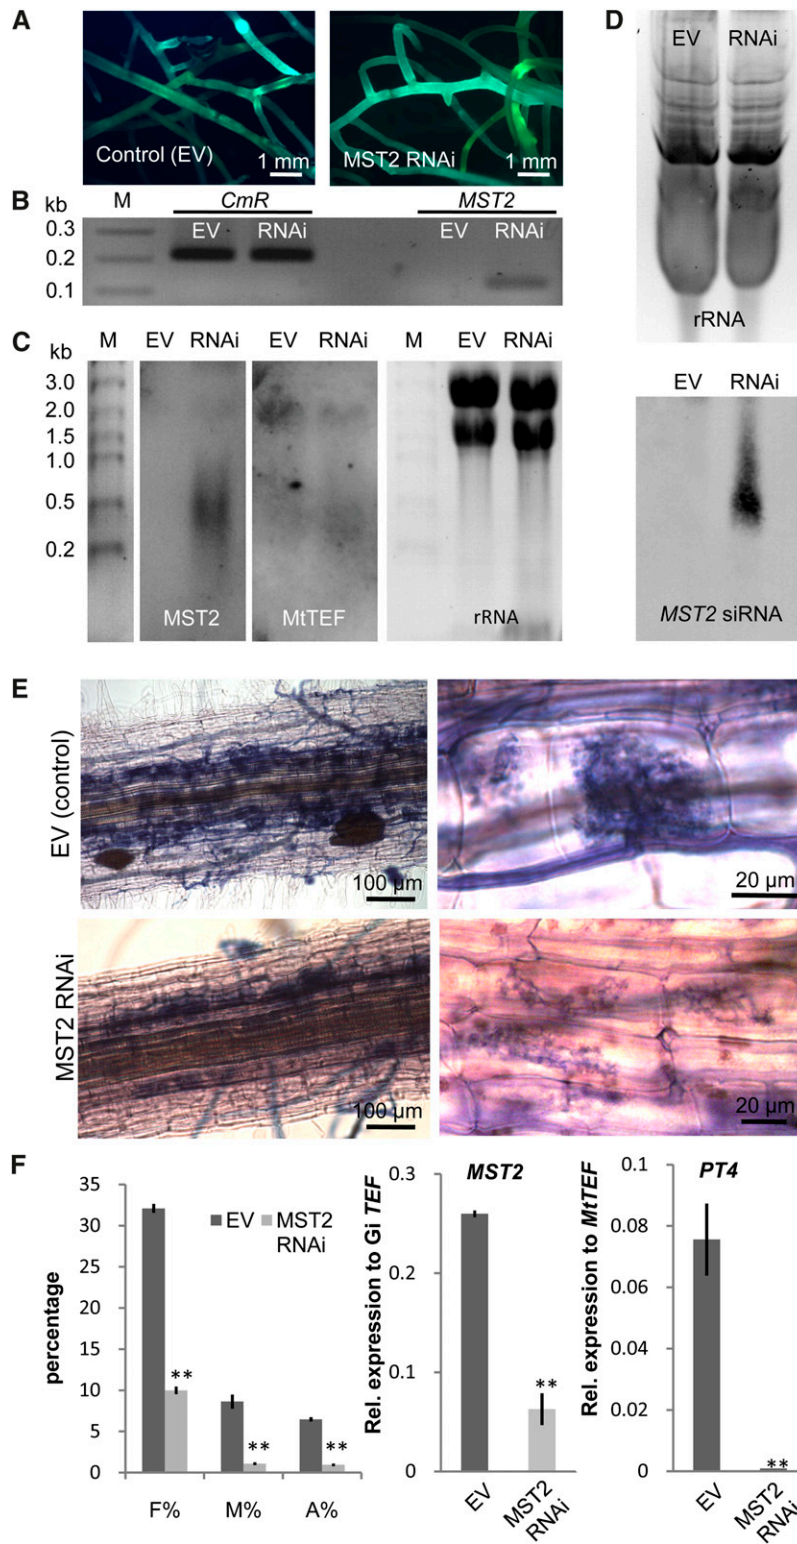 A
Control (EV)
1 mm
MST2 RNAi
1 mm
B
kb
M
CmR
MST2
EV
RNAi
EV
RNAi
0.3
0.2
0.1
C
kb
M
EV
RNAi
EV
RNAi
M
EV
RNAi
3.0
2.0
1.5
1.0
0.5
0.2
MST2
MtTEF
rRNA
D
EV
RNAi
rRNA
EV
RNAi
MST2 siRNA
E
EV (control)
100 µm
20 µm
MST2 RNAi
100 µm
20 µm
F
percentage
35
30
25
20
15
10
5
0
EV
MST2
RNAi
**
**
**
F%
M%
A%
Rel. expression to Gi TEF
MST2
0.3
0.2
0.1
0
**
EV
MST2
RNAi
Rel. expression to MtTEF
PT4
0.1
0.08
0.06
0.04
0.02
0
**
EV
MST2
RNAi